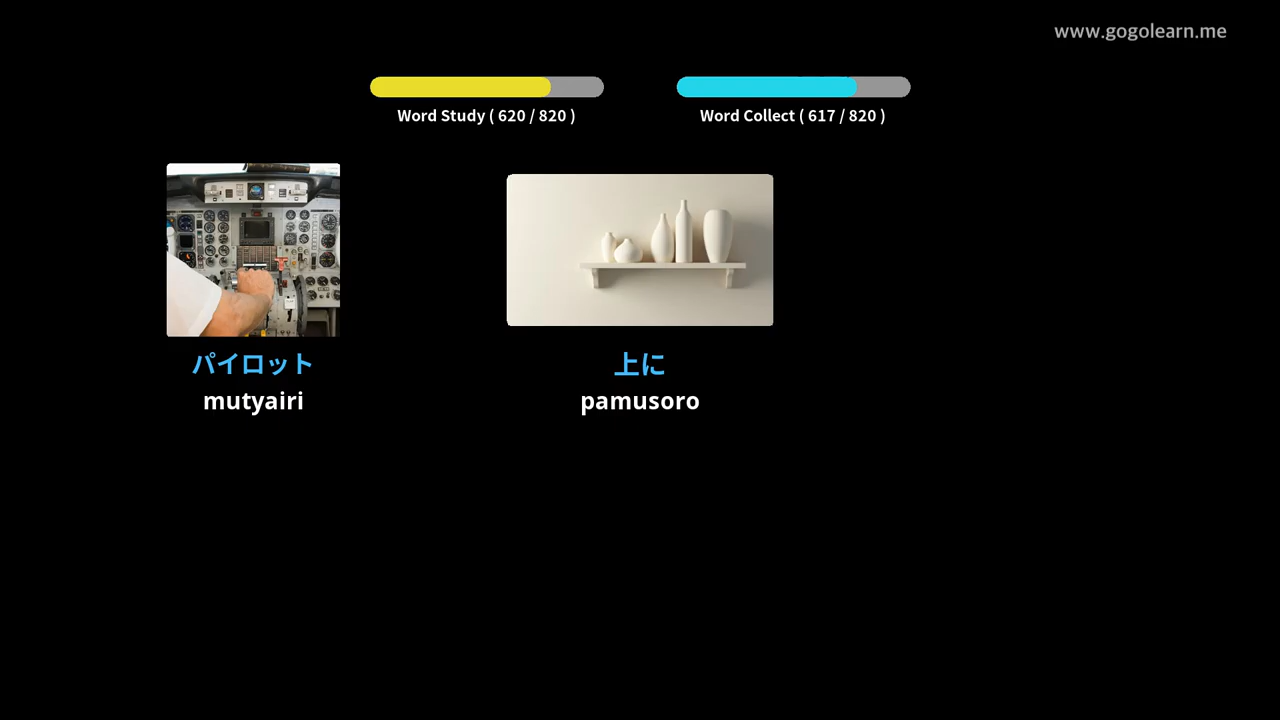 www.gogolearn.me
Word Study ( 620 / 820 )
Word Collect ( 617 / 820 )
パイロット
mutyairi
上に
pamusoro